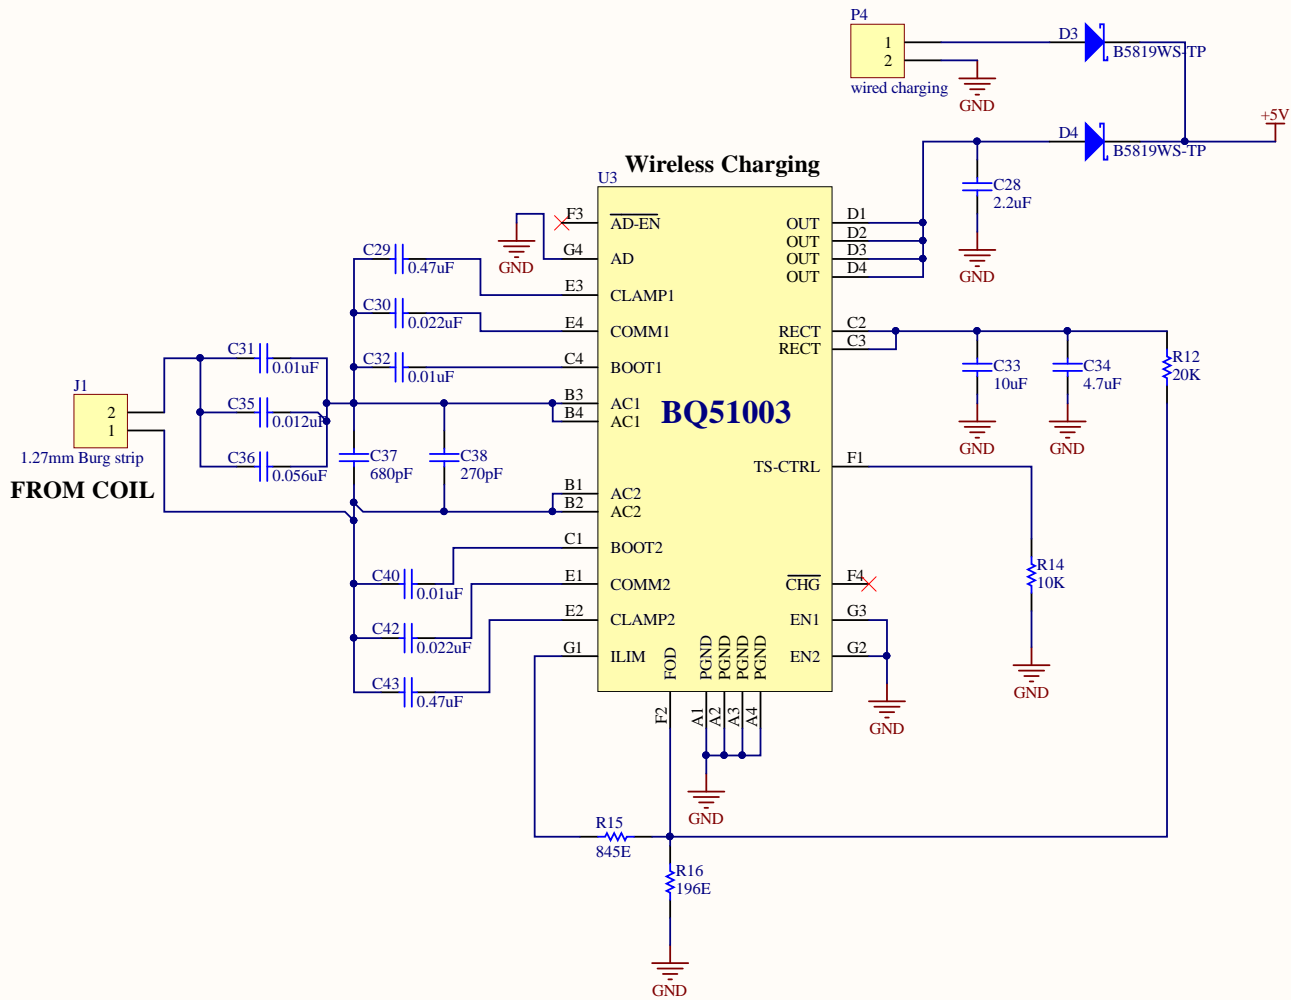 P4
1
2
wired charging
GND
D3
B5819WS-TP
D4
B5819WS-TP
+5V
C28
2.2uF
GND
Wireless Charging
U3
F3
AD-EN
G4
AD
GND
E3
CLAMP1
E4
COMM1
C4
BOOT1
B3
AC1
B4
AC1
B1
AC2
B2
AC2
C1
BOOT2
E1
COMM2
E2
CLAMP2
G1
ILIM
BQ51003
OUT
D1
OUT
D2
OUT
D3
OUT
D4
RECT
C2
RECT
C3
TS-CTRL
F1
CHG
F4
EN1
G3
EN2
G2
FOD
PGND
PGND
PGND
PGND
F2
A1
A2
A3
A4
C29
0.47uF
C30
0.022uF
C32
0.01uF
C31
0.01uF
C35
0.012uF
C36
0.056uF
J1
2
1
1.27mm Burg strip
FROM COIL
C37
680pF
C38
270pF
C40
0.01uF
C42
0.022uF
C43
0.47uF
C33
10uF
GND
C34
4.7uF
GND
R12
20K
R14
10K
GND
GND
GND
R15
845E
R16
196E
GND